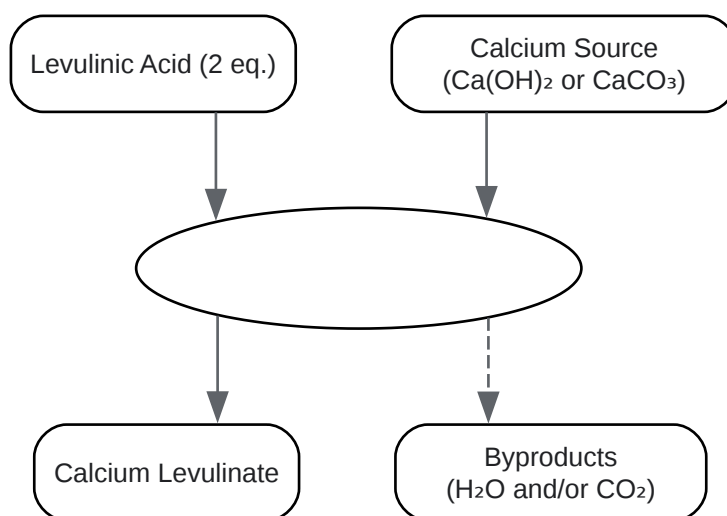 Levulinic Acid (2 eq.)
Calcium Source
(Ca(OH)₂ or CaCO₃)
Calcium Levulinate
Byproducts
(H₂O and/or CO₂)